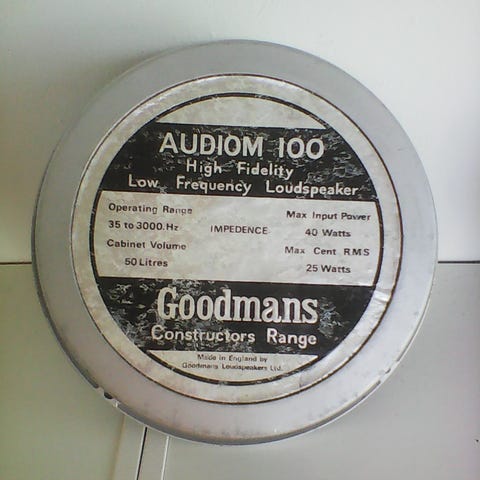 AUDIOM 100
High Fidelity
Low Frequency Loudspeaker
Operating Range
35 to 3000.Hz
Cabinet Volume
50 Litres
IMPEDENCE
Max Input Power
40 Watts
Max Cent RMS
25 Watts
Goodmans
Constructors Range
Made in England by
Goodmans Loudspeakers Ltd.